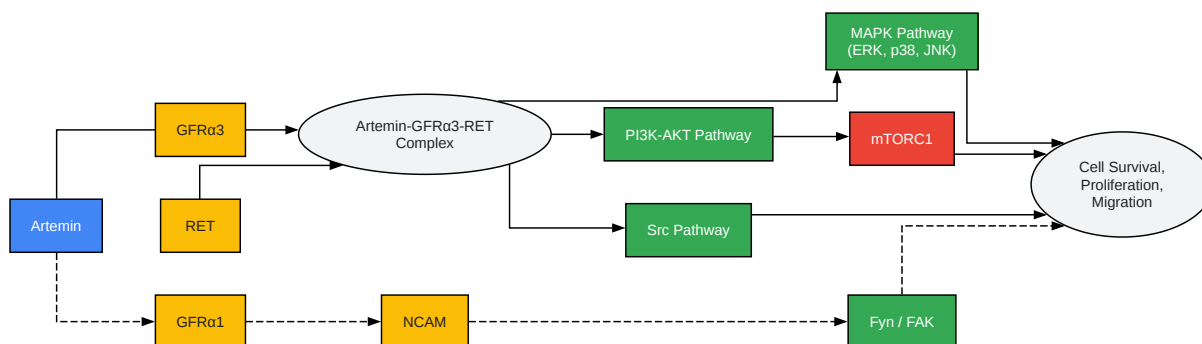 MAPK Pathway
(ERK, p38, JNK)
GFRα3
Artemin-GFRα3-RET
Complex
PI3K-AKT Pathway
mTORC1
Cell Survival,
Proliferation,
Migration
Artemin
RET
Src Pathway
GFRα1
NCAM
Fyn / FAK